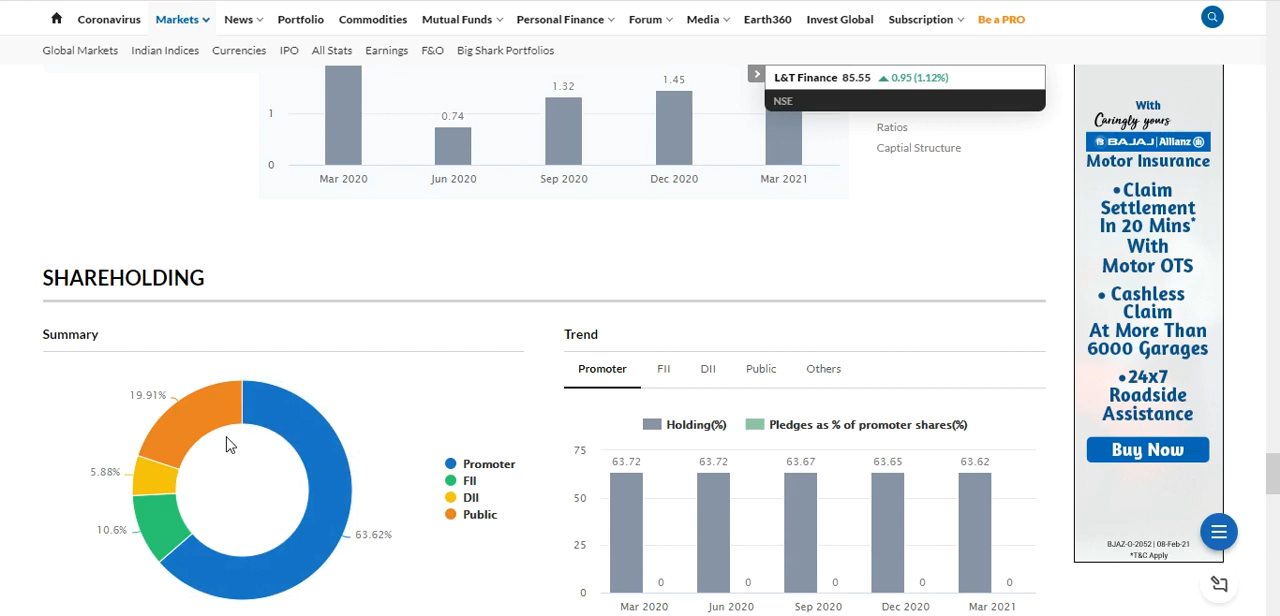 Coronavirus Markets News Portfolio Commodities Mutual Funds Personal Finance Forum Media Earth360 Invest Global Subscription Be a PRO
Global Markets Indian Indices Currencies IPO All Stats Earnings F&O Big Shark Portfolios
L&T Finance 85.55 0.95 (1.12%)
NSE
Ratios
Captial Structure
1
0
0.74
1.32
1.45
Mar 2020 Jun 2020 Sep 2020 Dec 2020 Mar 2021
SHAREHOLDING
Summary
19.91%
5.88%
10.6%
63.62%
Promoter
FII
DII
Public
Trend
Promoter FII DII Public Others
Holding(%) Pledges as % of promoter shares(%)
75
50
25
0
63.72 63.72 63.67 63.65 63.62
0 0 0 0 0
Mar 2020 Jun 2020 Sep 2020 Dec 2020 Mar 2021
With
Caringly yours
BAJAJ | Allianz
Motor Insurance
• Claim
Settlement
In 20 Mins*
With
Motor OTS
• Cashless
Claim
At More Than
6000 Garages
• 24x7
Roadside
Assistance
Buy Now
BJAZ-O-2052 | 08-Feb-21
*T&C Apply